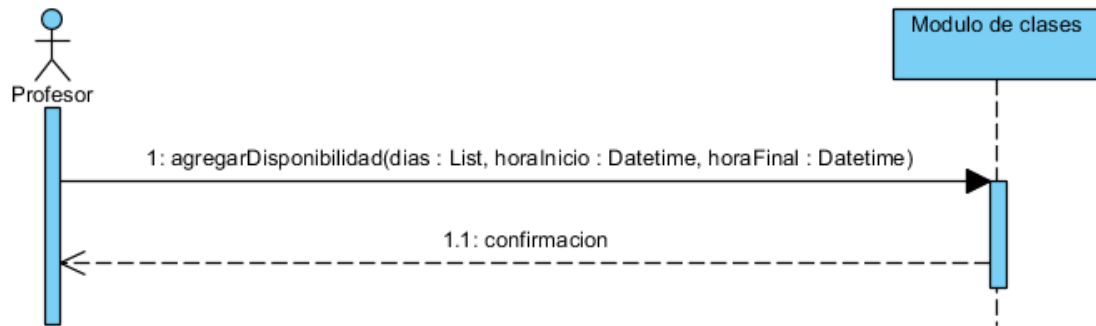 Modulo de clases
Profesor
1: agregarDisponibilidad(dias : List, horaInicio : Datetime, horaFinal : Datetime)
1.1: confirmacion